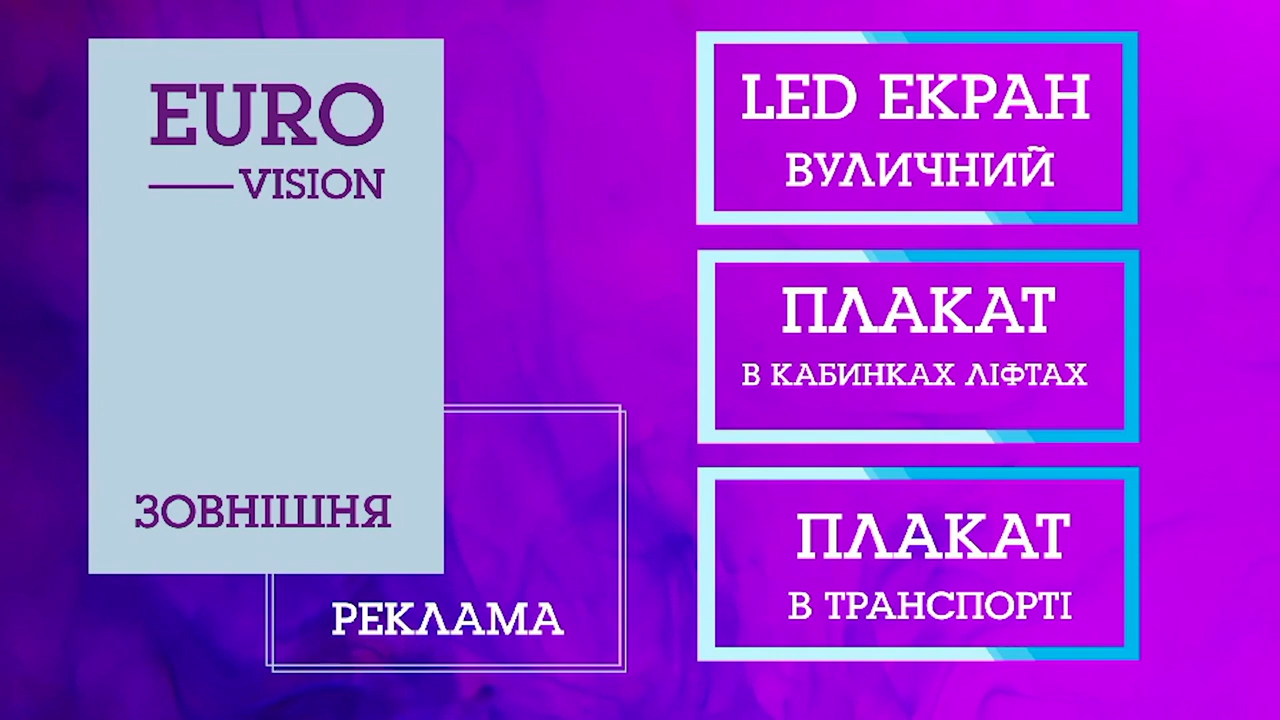 EURO
VISION
ЗОВНІШНЯ
РЕКЛАМА
LED ЕКРАН
ВУЛИЧНИЙ
ПЛАКАТ
В КАБИНКАХ ЛІФТАХ
ПЛАКАТ
В ТРАНСПОРТІ